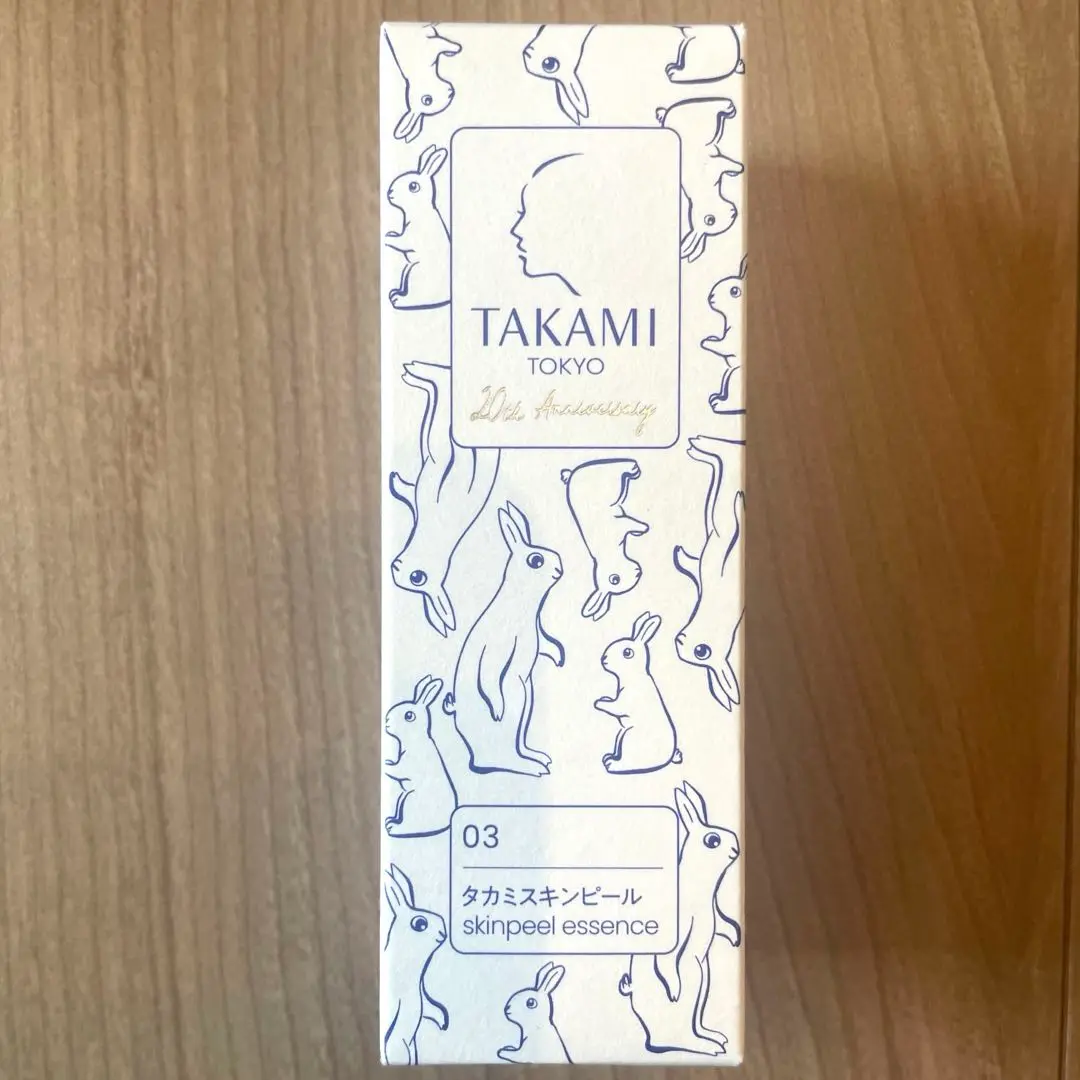 TAKAMI
TOKYO
20th Anniversary
03
タカミスキンピール
skinpeel essence